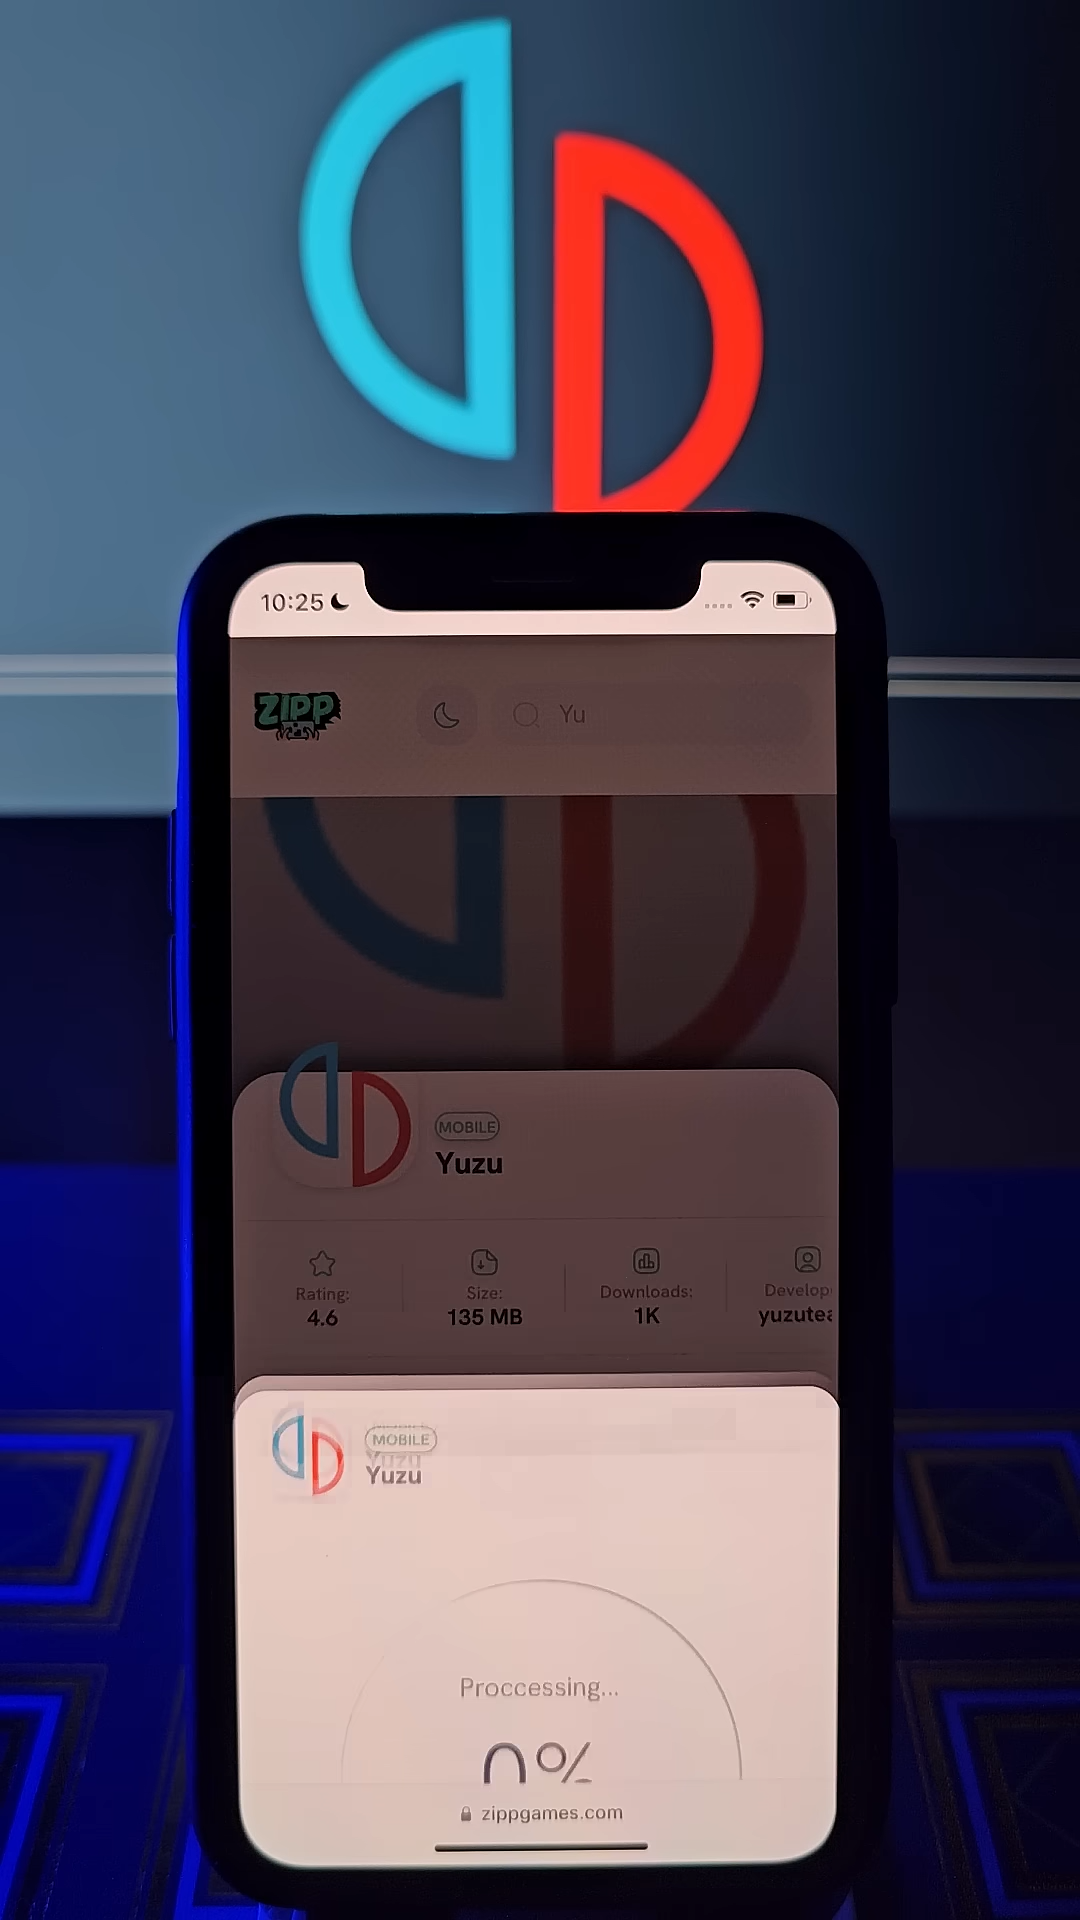 10:25
ZIPP
Yu
MOBILE
Yuzu
Rating:
4.6
Size:
135 MB
Downloads:
1K
Develop
yuzutea
MOBILE
Yuzu
Proccessing...
0%
zippgames.com